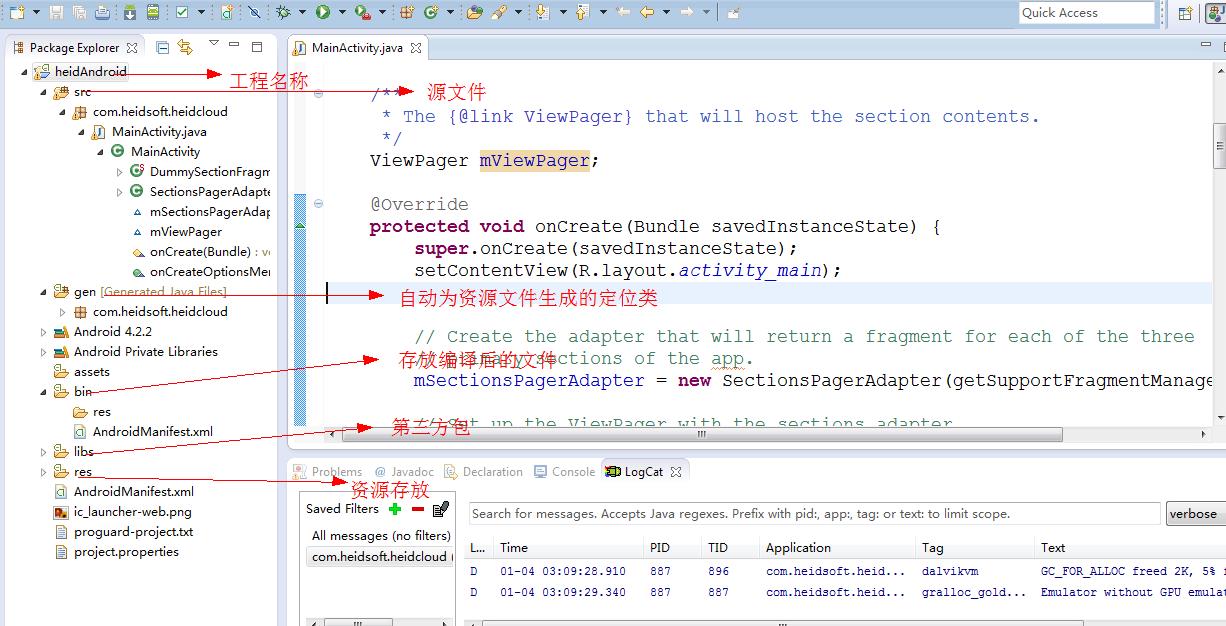 Quick Access
Package Explorer
heidAndroid
工程名称
src
源文件
com.heidsoft.heidcloud
MainActivity.java
MainActivity
DummySectionFragm
SectionsPagerAdapte
mSectionsPagerAdap
mViewPager
onCreate(Bundle) : v
onCreateOptionsMe
gen [Generated Java Files]
自动为资源文件生成的定位类
com.heidsoft.heidcloud
Android 4.2.2
Android Private Libraries
assets
存放编译后的文件
bin
res
AndroidManifest.xml
libs
第三方包
res
资源存放
AndroidManifest.xml
ic_launcher-web.png
proguard-project.txt
project.properties
MainActivity.java
/**
* The {@link ViewPager} that will host the section contents.
*/
ViewPager mViewPager;
@Override
protected void onCreate(Bundle savedInstanceState) {
super.onCreate(savedInstanceState);
setContentView(R.layout.activity_main);
// Create the adapter that will return a fragment for each of the three
sections of the app.
mSectionsPagerAdapter = new SectionsPagerAdapter(getSupportFragmentManage
// Set up the ViewPager with the sections adapter
Problems @ Javadoc Declaration Console LogCat
Saved Filters
All messages (no filters)
com.heidsoft.heidcloud (
Search for messages. Accepts Java regexes. Prefix with pid:, app:, tag: or text: to limit scope.
verbose
L... Time PID TID Application Tag Text
D 01-04 03:09:28.910 887 896 com.heidsoft.heid... dalvikvm GC_FOR_ALLOC freed 2K, 5%
D 01-04 03:09:29.340 887 887 com.heidsoft.heid... gralloc_gold... Emulator without GPU emulat